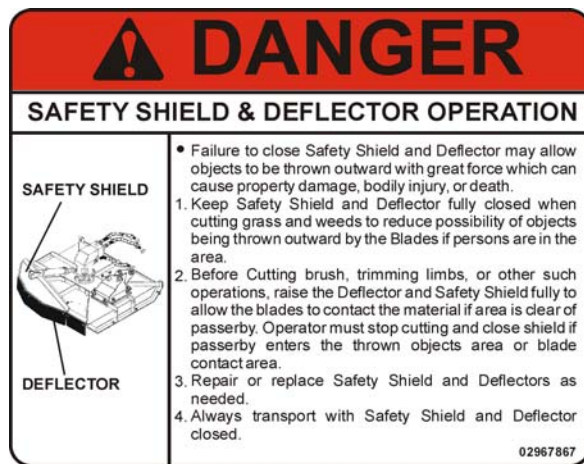 DANGER
SAFETY SHIELD & DEFLECTOR OPERATION
SAFETY SHIELD
DEFLECTOR
• Failure to close Safety Shield and Deflector may allow
objects to be thrown outward with great force which can
cause property damage, bodily injury, or death.
1. Keep Safety Shield and Deflector fully closed when
cutting grass and weeds to reduce possibility of objects
being thrown outward by the Blades if persons are in the
area.
2. Before Cutting brush, trimming limbs, or other such
operations, raise the Deflector and Safety Shield fully to
allow the blades to contact the material if area is clear of
passerby. Operator must stop cutting and close shield if
passerby enters the thrown objects area or blade
contact area.
3. Repair or replace Safety Shield and Deflectors as
needed.
4. Always transport with Safety Shield and Deflector
closed.
02967867